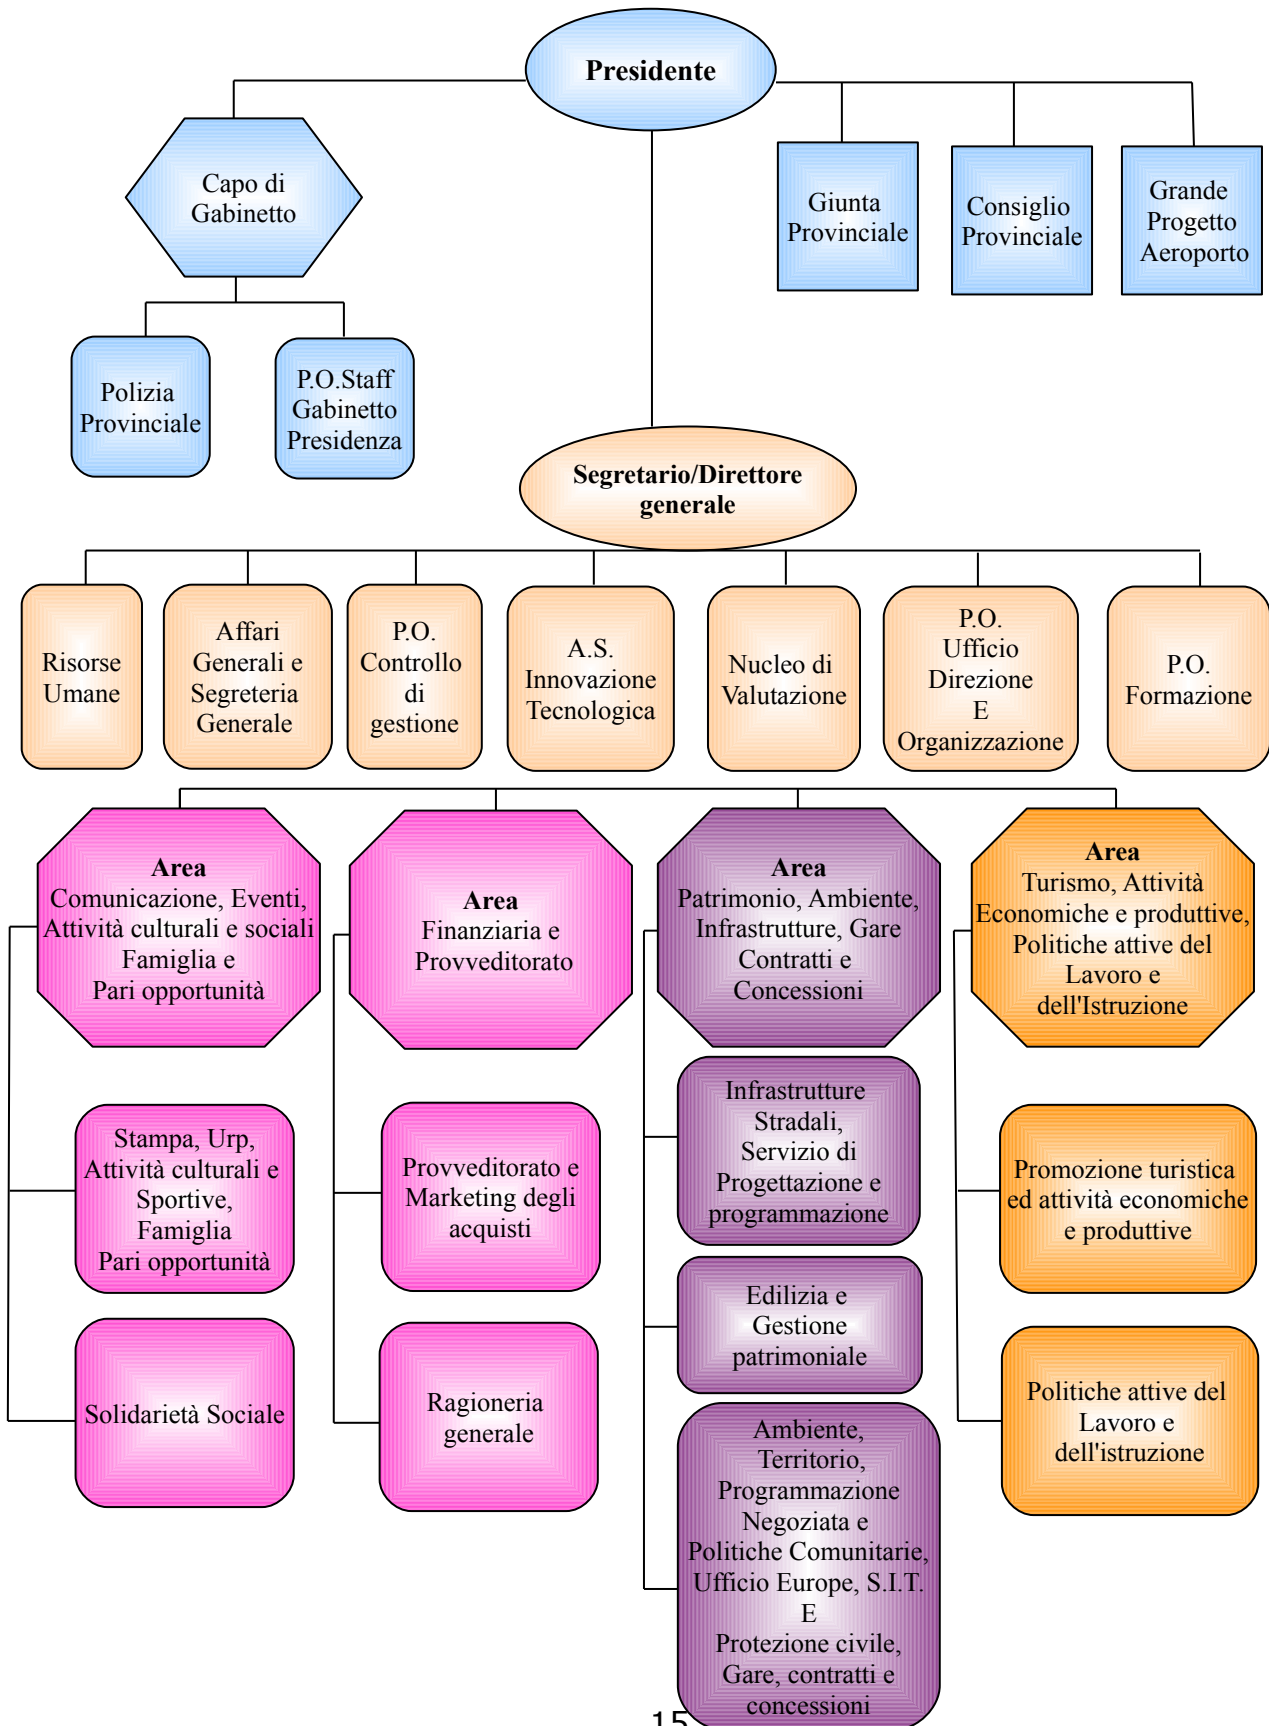 Presidente
Capo di
Gabinetto
Giunta
Provinciale
Consiglio
Provinciale
Grande
Progetto
Aeroporto
Polizia
Provinciale
P.O.Staff
Gabinetto
Presidenza
Segretario/Direttore
generale
Risorse
Umane
Affari
Generali e
Segreteria
Generale
P.O.
Controllo
di
gestione
A.S.
Innovazione
Tecnologica
Nucleo di
Valutazione
P.O.
Ufficio
Direzione
E
Organizzazione
P.O.
Formazione
Area
Comunicazione, Eventi,
Attività culturali e sociali
Famiglia e
Pari opportunità
Area
Finanziaria e
Provveditorato
Area
Patrimonio, Ambiente,
Infrastrutture, Gare
Contratti e
Concessioni
Area
Turismo, Attività
Economiche e produttive,
Politiche attive del
Lavoro e
dell'Istruzione
Stampa, Urp,
Attività culturali e
Sportive,
Famiglia
Pari opportunità
Provveditorato e
Marketing degli
acquisti
Infrastrutture
Stradali,
Servizio di
Progettazione e
programmazione
Promozione turistica
ed attività economiche
e produttive
Edilizia e
Gestione
patrimoniale
Solidarietà Sociale
Ragioneria
generale
Politiche attive del
Lavoro e
dell'istruzione
Ambiente,
Territorio,
Programmazione
Negoziata e
Politiche Comunitarie,
Ufficio Europe, S.I.T.
E
Protezione civile,
Gare, contratti e
concessioni
15